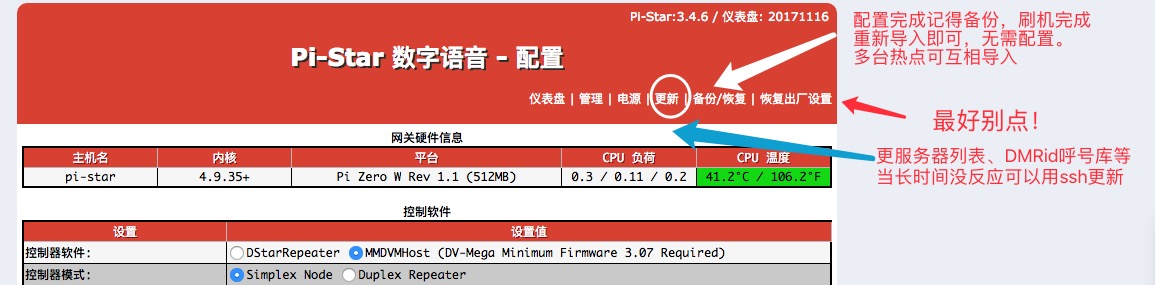 Pi-Star:3.4.6 / 仪表盘: 20171116
Pi-Star 数字语音 - 配置
仪表盘 | 管理 | 电源 | 更新 | 备份/恢复 | 恢复出厂设置
配置完成记得备份，刷机完成
重新导入即可，无需配置。
多台热点可互相导入
最好别点！
更服务器列表、DMRid呼号库等
当长时间没反应可以用ssh更新
网关硬件信息
主机名 内核 平台 CPU 负荷 CPU 温度
pi-star 4.9.35+ Pi Zero W Rev 1.1 (512MB) 0.3 / 0.11 / 0.2 41.2°C / 106.2°F
控制软件
设置 设置值
控制器软件: DStarRepeater MMDVMHost (DV-Mega Minimum Firmware 3.07 Required)
控制器模式: Simplex Node Duplex Repeater